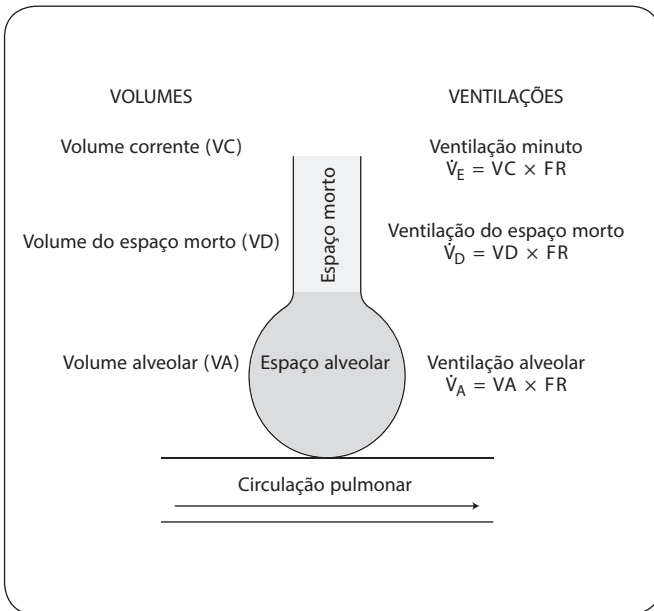 VOLUMES
VENTILAÇÕES
Volume corrente (VC)
Ventilação minuto
V̇E = VC × FR
Espaço morto
Volume do espaço morto (VD)
Ventilação do espaço morto
V̇D = VD × FR
Volume alveolar (VA)
Espaço alveolar
Ventilação alveolar
V̇A = VA × FR
Circulação pulmonar